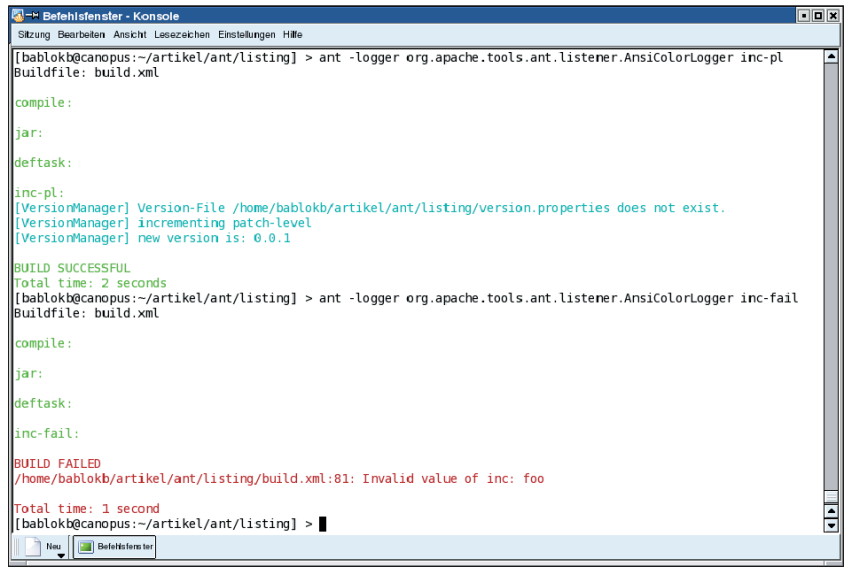 Befehlsfenster - Konsole
Sitzung Bearbeiten Ansicht Lesezeichen Einstellungen Hilfe
[bablokb@canopus:~/artikel/ant/listing] > ant -logger org.apache.tools.ant.listener.AnsiColorLogger inc-pl
Buildfile: build.xml
compile:
jar:
deftask:
inc-pl:
[VersionManager] Version-File /home/bablokb/artikel/ant/listing/version.properties does not exist.
[VersionManager] incrementing patch-level
[VersionManager] new version is: 0.0.1
BUILD SUCCESSFUL
Total time: 2 seconds
[bablokb@canopus:~/artikel/ant/listing] > ant -logger org.apache.tools.ant.listener.AnsiColorLogger inc-fail
Buildfile: build.xml
compile:
jar:
deftask:
inc-fail:
BUILD FAILED
/home/bablokb/artikel/ant/listing/build.xml:81: Invalid value of inc: foo
Total time: 1 second
[bablokb@canopus:~/artikel/ant/listing] >
Neu Befehlsfenster